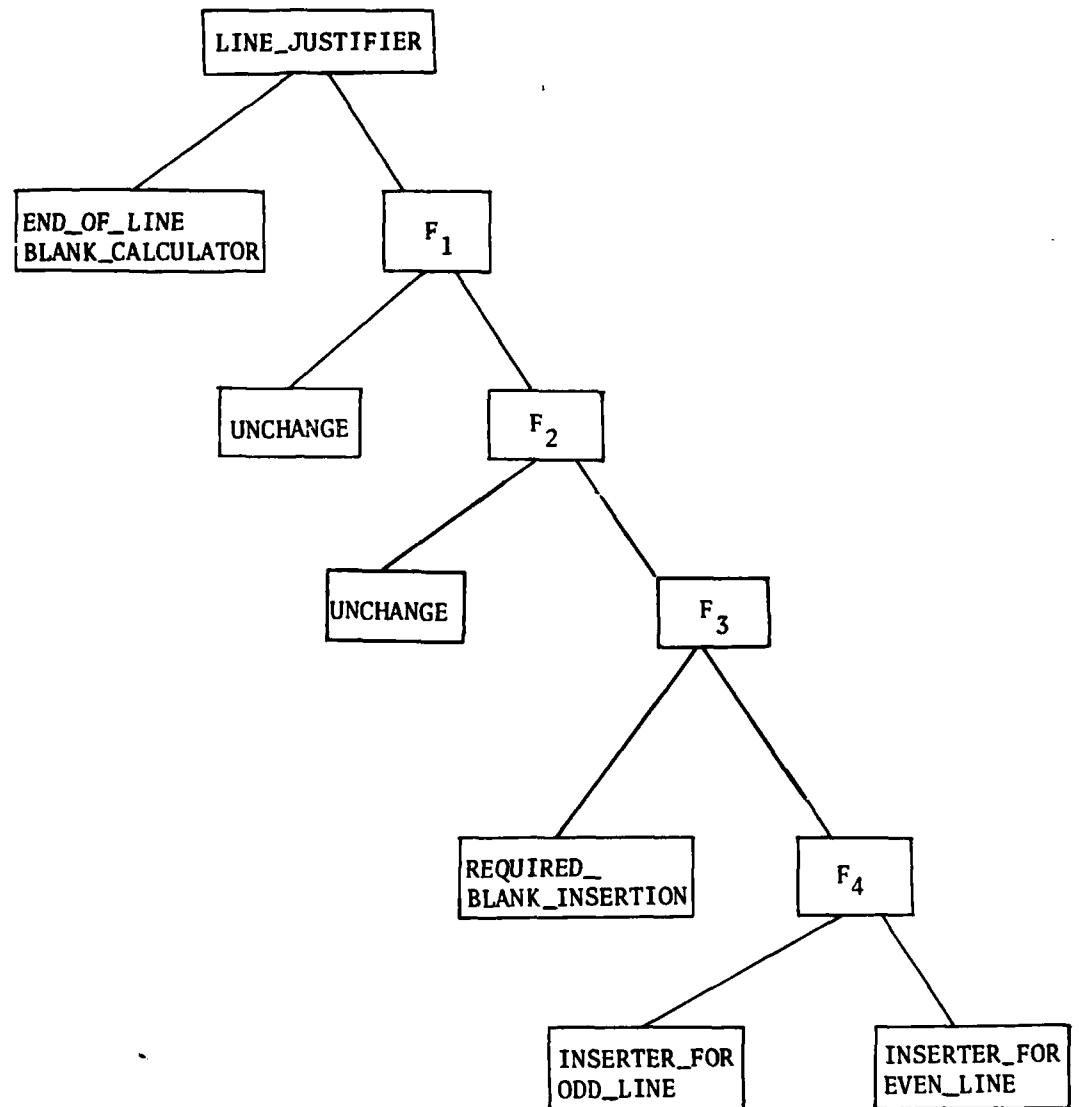 LINE_JUSTIFIER
END_OF_LINE
BLANK_CALCULATOR
F1
UNCHANGE
F2
UNCHANGE
F3
REQUIRED_
BLANK_INSERTION
F4
INSERTER_FOR
ODD_LINE
INSERTER_FOR
EVEN_LINE